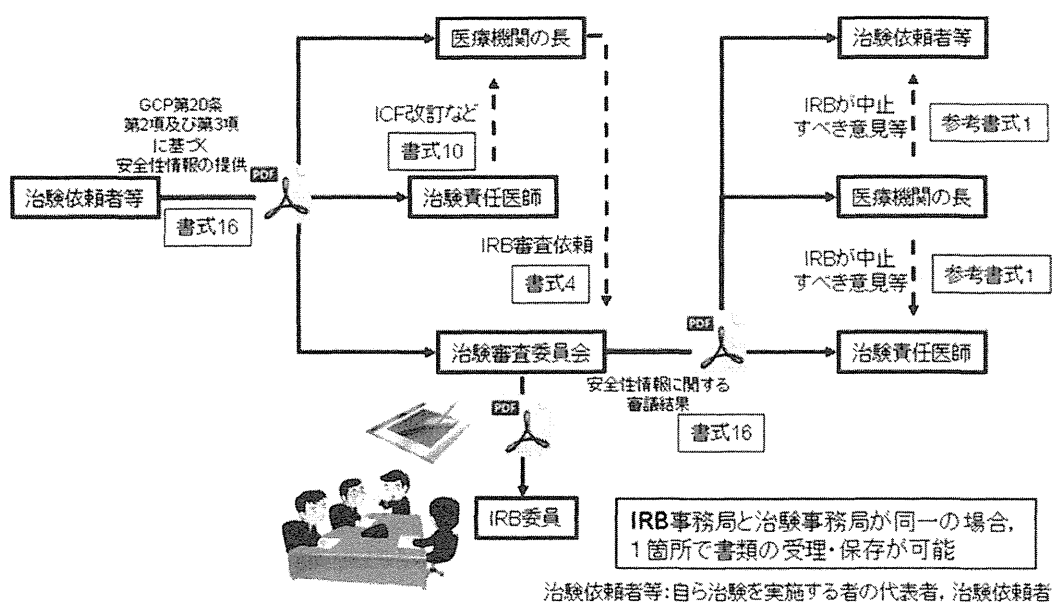 医療機関の長
治験依頼者等
GCP第20条
第2項及び第3項
に基づく
安全性情報の提供
ICF改訂など
書式10
IRBが中止
すべき意見等
参考書式1
PDF
治験依頼者等
書式16
治験責任医師
医療機関の長
IRB審査依頼
書式4
IRBが中止
すべき意見等
参考書式1
PDF
治験審査委員会
治験責任医師
安全性情報に関する
審議結果
書式16
PDF
IRB委員
IRB事務局と治験事務局が同一の場合,
1箇所で書類の受理・保存が可能
治験依頼者等:自ら治験を実施する者の代表者,治験依頼者